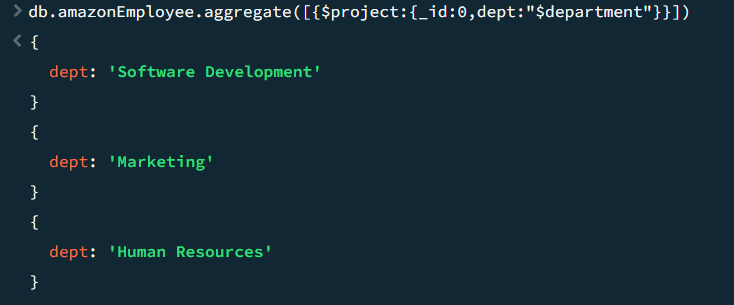 > db.amazonEmployee.aggregate([{$project:{_id:0,dept:"$department"}}])
< {
dept: 'Software Development'
}
{
dept: 'Marketing'
}
{
dept: 'Human Resources'
}